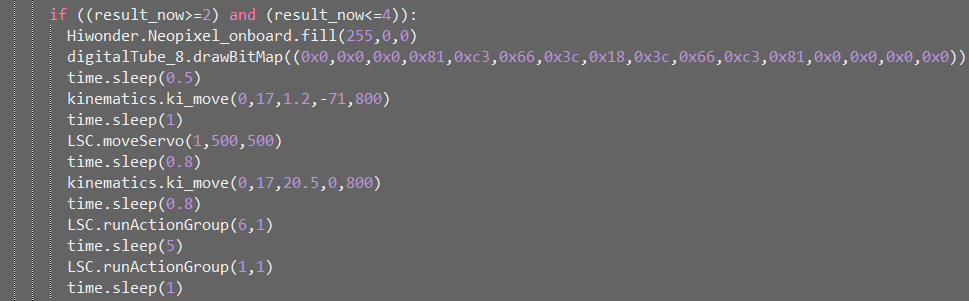 if ((result_now>=2) and (result_now<=4)):
Hiwonder.Neopixel_onboard.fill(255,0,0)
digitalTube_8.drawBitMap((0x0,0x0,0x0,0x81,0xc3,0x66,0x3c,0x18,0x3c,0x66,0xc3,0x81,0x0,0x0,0x0,0x0))
time.sleep(0.5)
kinematics.ki_move(0,17,1.2,-71,800)
time.sleep(1)
LSC.moveServo(1,500,500)
time.sleep(0.8)
kinematics.ki_move(0,17,20.5,0,800)
time.sleep(0.8)
LSC.runActionGroup(6,1)
time.sleep(5)
LSC.runActionGroup(1,1)
time.sleep(1)